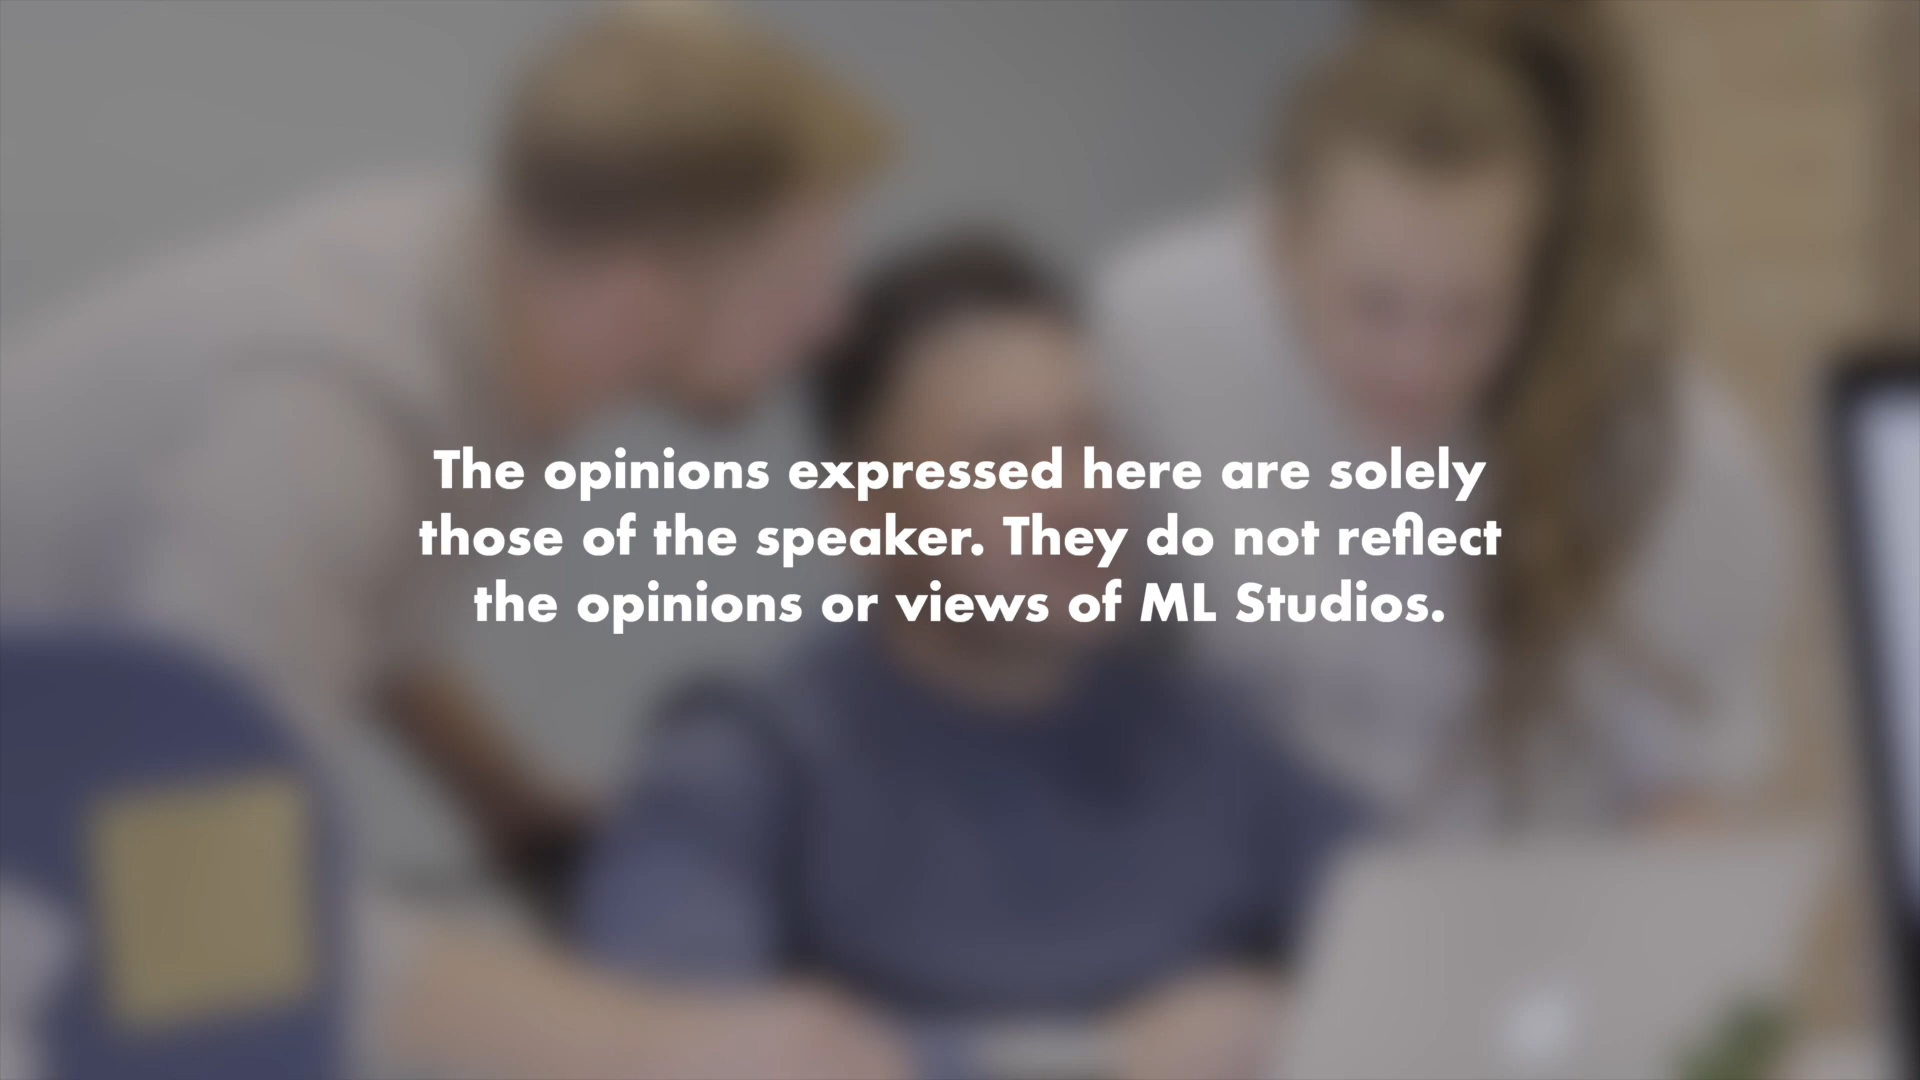 The opinions expressed here are solely
those of the speaker. They do not reflect
the opinions or views of ML Studios.